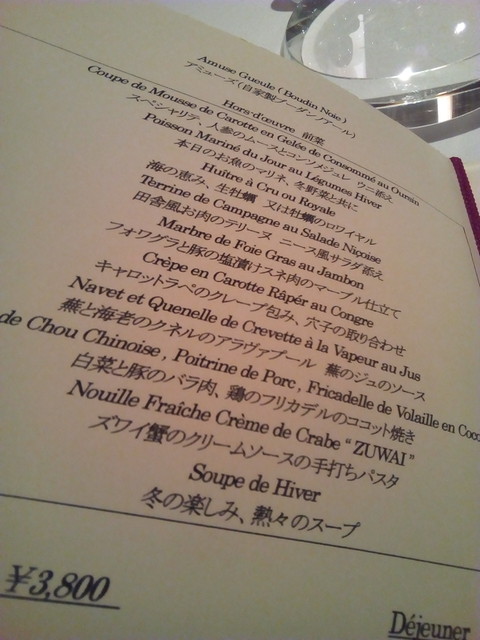 Amuse Gueule ( Boudin Noie )
アミューズ（自家製ブーダンノアール）
Hors-d'œuvre 前菜
Coupe de Mousse de Carotte en Gelée de Consommé au Oursin
スペシャリテ、人参のムースとコンソメジュレ ウニ添え
Poisson Mariné du Jour au Légumes Hiver
本日のお魚のマリネ、冬野菜と共に
Huître à Cru ou Royale
海の恵み、生牡蠣 又は牡蠣のロワイヤル
Terrine de Campagne au Salade Niçoise
田舎風お肉のテリーヌ ニース風サラダ添え
Marbre de Foie Gras au Jambon
フォワグラと豚の塩漬けスネ肉のマーブル仕立て
Crêpe en Carotte Râpér au Congre
キャロットラペのクレープ包み、穴子の取り合わせ
Navet et Quenelle de Crevette à la Vapeur au Jus
蕪と海老のクネルのアラヴァプール 蕪のジュのソース
de Chou Chinoise , Poitrine de Porc , Fricadelle de Volaille en Coco
白菜と豚のバラ肉、鶏のフリカデルのココット焼き
Nouille Fraîche Crème de Crabe “ ZUWAI ”
ズワイ蟹のクリームソースの手打ちパスタ
Soupe de Hiver
冬の楽しみ、熱々のスープ
￥3,800
Déjeuner